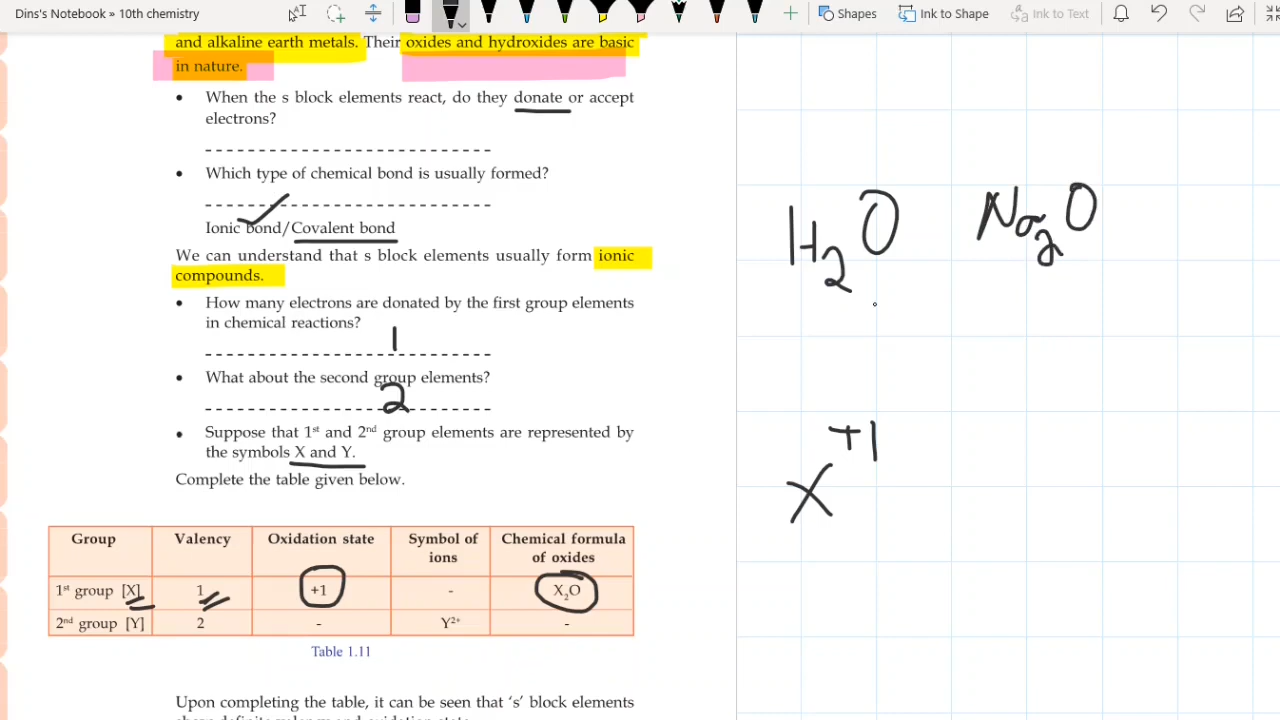 Dins's Notebook » 10th chemistry
Shapes
Ink to Shape
Ink to Text
and alkaline earth metals. Their oxides and hydroxides are basic
in nature.
• When the s block elements react, do they donate or accept
electrons?
• Which type of chemical bond is usually formed?
Ionic bond/Covalent bond
We can understand that s block elements usually form ionic
compounds.
• How many electrons are donated by the first group elements
in chemical reactions?
1
• What about the second group elements?
2
• Suppose that 1st and 2nd group elements are represented by
the symbols X and Y.
Complete the table given below.
Group Valency Oxidation state Symbol of ions Chemical formula of oxides
1st group [X] 1 +1 - X₂O
2nd group [Y] 2 - Y²⁺ -
Table 1.11
Upon completing the table, it can be seen that ‘s’ block elements
H₂O Na₂O
X⁺¹